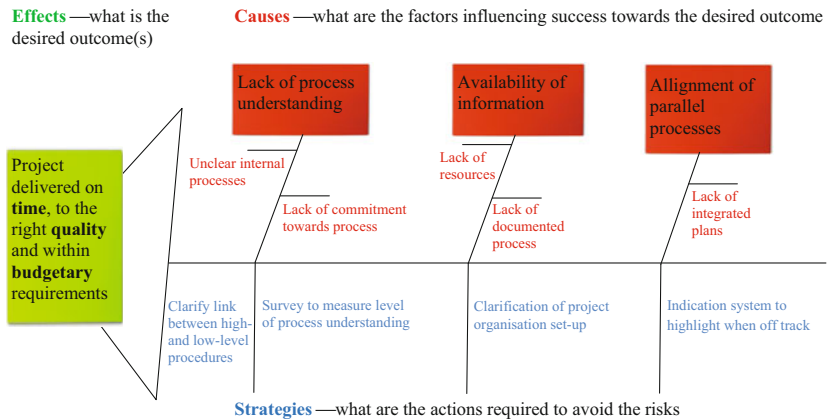 Effects —what is the
desired outcome(s)
Causes —what are the factors influencing success towards the desired outcome
Lack of process
understanding
Availability of
information
Allignment of
parallel
processes
Project
delivered on
time, to the
right quality
and within
budgetary
requirements
Unclear internal
processes
Lack of commitment
towards process
Lack of
resources
Lack of
documented
process
Lack of
integrated
plans
Clarify link
between high-
and low-level
procedures
Survey to measure level
of process understanding
Clarification of project
organisation set-up
Indication system to
highlight when off track
Strategies —what are the actions required to avoid the risks